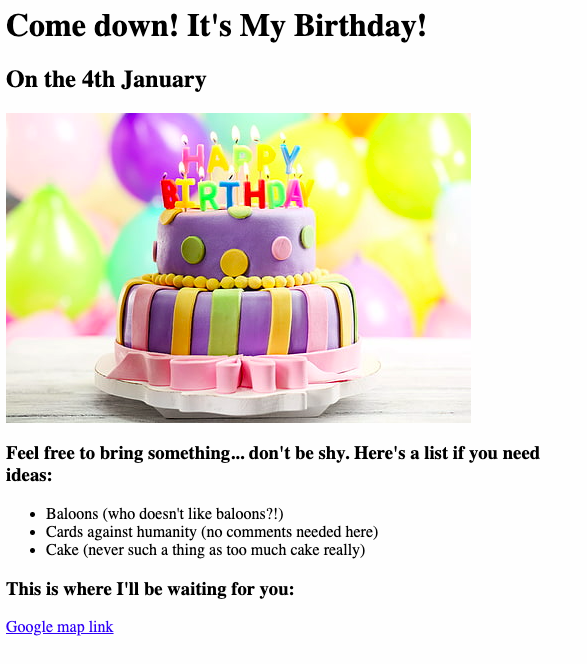 Come down! It's My Birthday!
On the 4th January
HAPPY
BIRTHDAY
Feel free to bring something... don't be shy. Here's a list if you need
ideas:
Baloons (who doesn't like baloons?!)
Cards against humanity (no comments needed here)
Cake (never such a thing as too much cake really)
This is where I'll be waiting for you:
Google map link